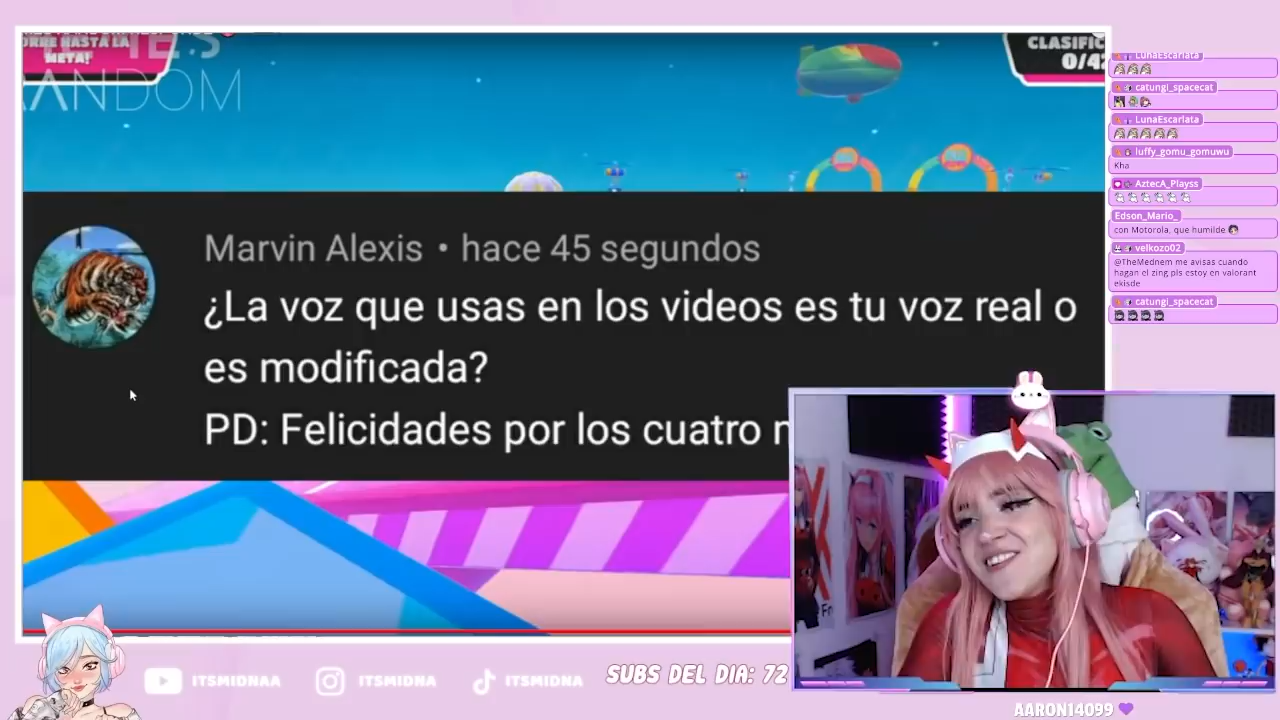 META!
RANDOM
CLASIFIC
0/42
Marvin Alexis • hace 45 segundos
¿La voz que usas en los videos es tu voz real o
es modificada?
PD: Felicidades por los cuatro
LunaEscarlata
catungi_spacecat
LunaEscarlata
luffy_gomu_gomuwu
Kha
AztecA_Playss
Edson_Mario_
con Motorola, que humilde
velkozo02
@TheMednem me avisas cuando
hagan el zing pls estoy en valorant
ekisde
catungi_spacecat
ITSMIDNAA
ITSMIDNA
ITSMIDNA
SUBS DEL DIA: 72
AARON14099